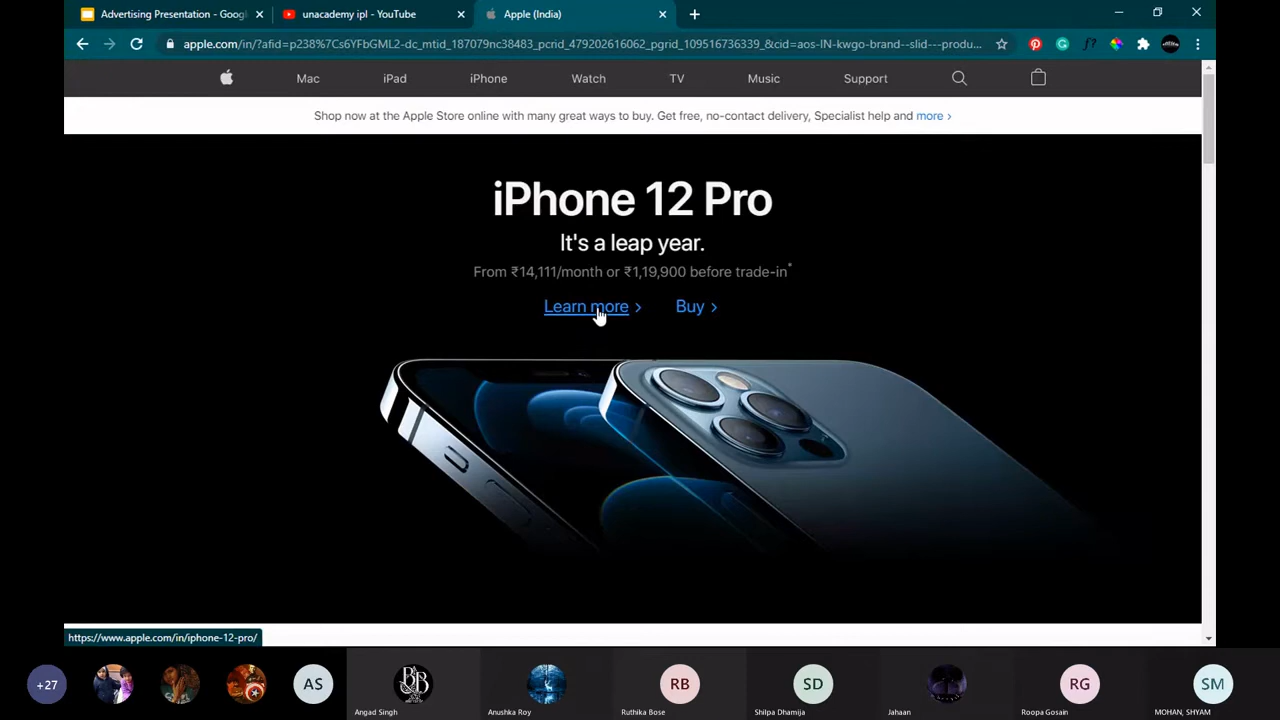 Advertising Presentation - Googl
unacademy ipl - YouTube
Apple (India)
apple.com/in/?afid=p238%7Cs6YFbGML2-dc_mtid_187079nc38483_pcrid_479202616062_pgrid_109516736339_&cid=aos-IN-kwgo-brand--slid---produ...
Mac iPad iPhone Watch TV Music Support
Shop now at the Apple Store online with many great ways to buy. Get free, no-contact delivery, Specialist help and more >
iPhone 12 Pro
It's a leap year.
From ₹14,111/month or ₹1,19,900 before trade-in*
Learn more > Buy >
https://www.apple.com/in/iphone-12-pro/
+27 AS BB RB SD RG SM
Angad Singh Anushka Roy Ruthika Bose Shilpa Dhamija Jahaan Roopa Gosain MOHAN, SHYAM